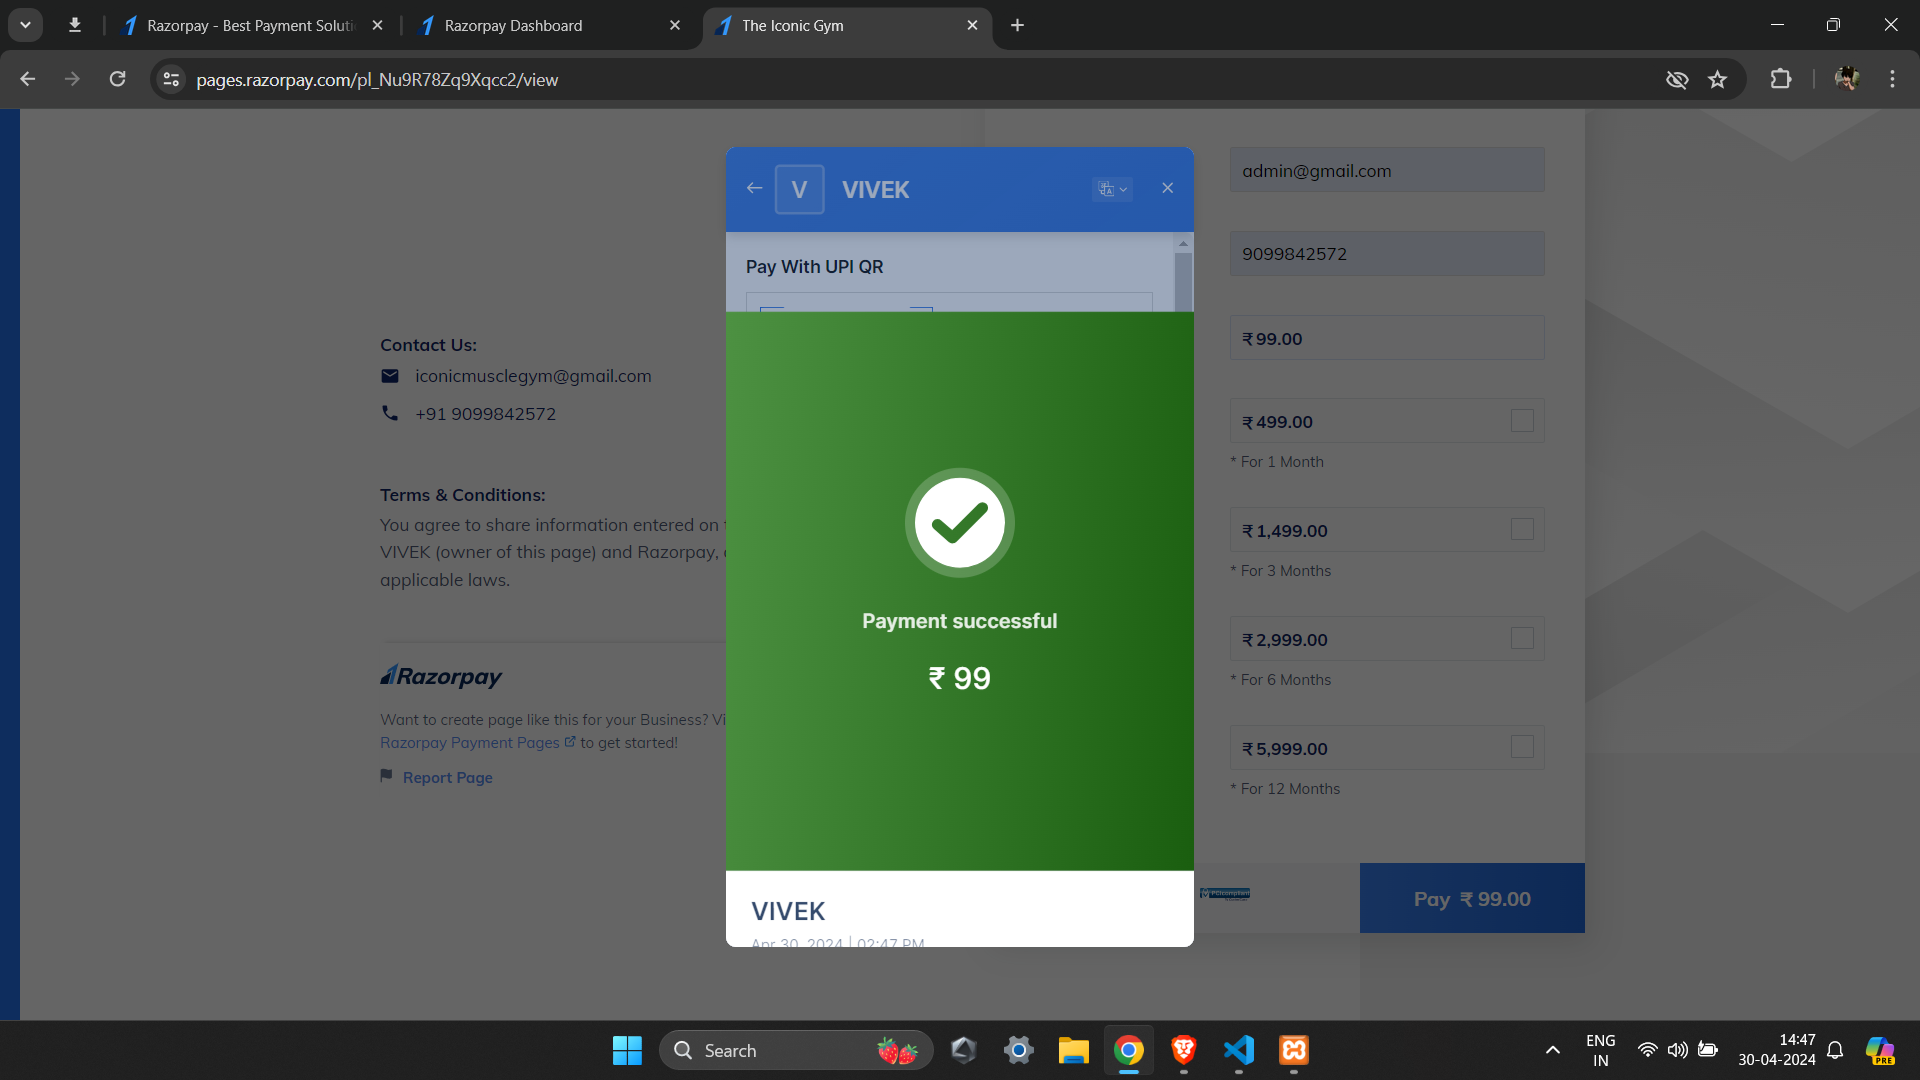 Razorpay - Best Payment Soluti
Razorpay Dashboard
The Iconic Gym
pages.razorpay.com/pl_Nu9R78Zq9Xqcc2/view
V
VIVEK
Pay With UPI QR
Payment successful
₹ 99
VIVEK
Apr 30, 2024 | 02:47 PM
Contact Us:
iconicmusclegym@gmail.com
+91 9099842572
Terms & Conditions:
You agree to share information entered on
VIVEK (owner of this page) and Razorpay,
applicable laws.
Razorpay
Want to create page like this for your Business? Vi
Razorpay Payment Pages to get started!
Report Page
admin@gmail.com
9099842572
₹ 99.00
₹ 499.00
* For 1 Month
₹ 1,499.00
* For 3 Months
₹ 2,999.00
* For 6 Months
₹ 5,999.00
* For 12 Months
Pay ₹ 99.00
Search
ENG
IN
14:47
30-04-2024
PRE